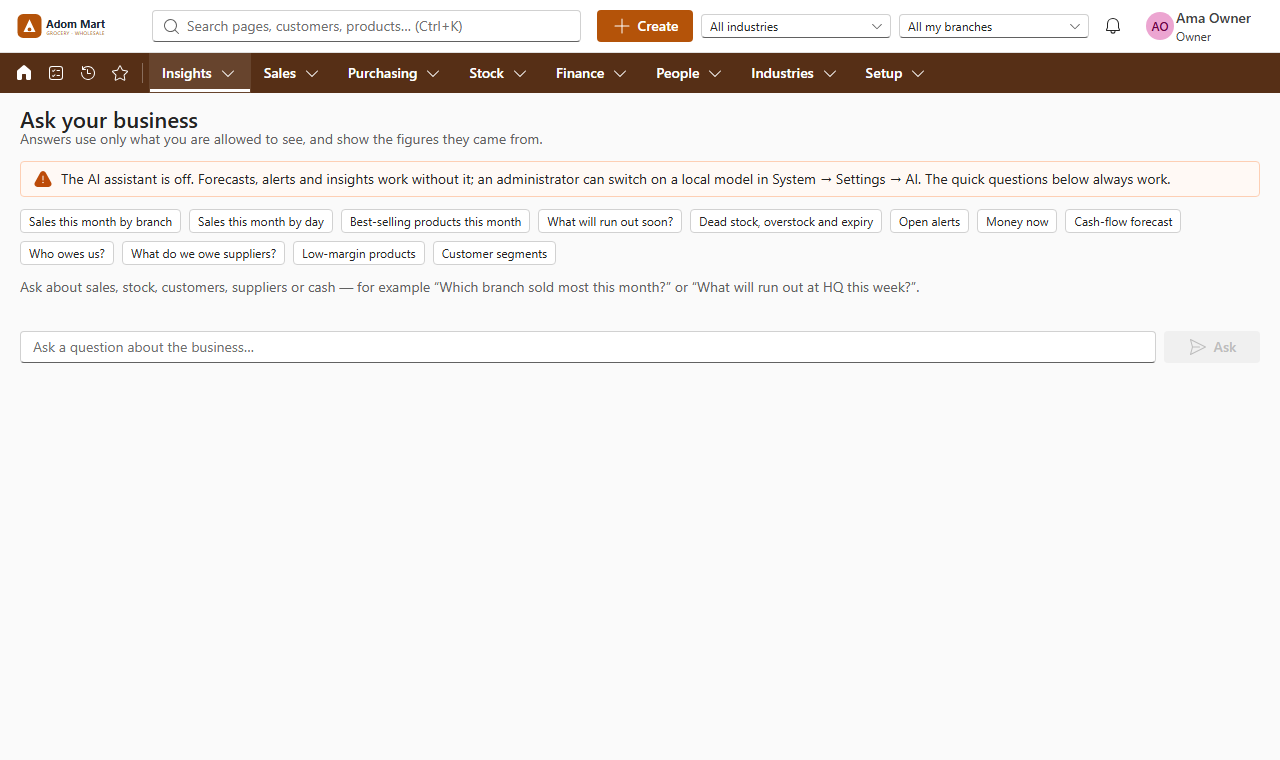 Adom Mart
GROCERY · WHOLESALE
Search pages, customers, products... (Ctrl+K)
Create
All industries
All my branches
AO
Ama Owner
Owner
Insights
Sales
Purchasing
Stock
Finance
People
Industries
Setup
Ask your business
Answers use only what you are allowed to see, and show the figures they came from.
The AI assistant is off. Forecasts, alerts and insights work without it; an administrator can switch on a local model in System → Settings → AI. The quick questions below always work.
Sales this month by branch
Sales this month by day
Best-selling products this month
What will run out soon?
Dead stock, overstock and expiry
Open alerts
Money now
Cash-flow forecast
Who owes us?
What do we owe suppliers?
Low-margin products
Customer segments
Ask about sales, stock, customers, suppliers or cash — for example “Which branch sold most this month?” or “What will run out at HQ this week?”.
Ask a question about the business...
Ask